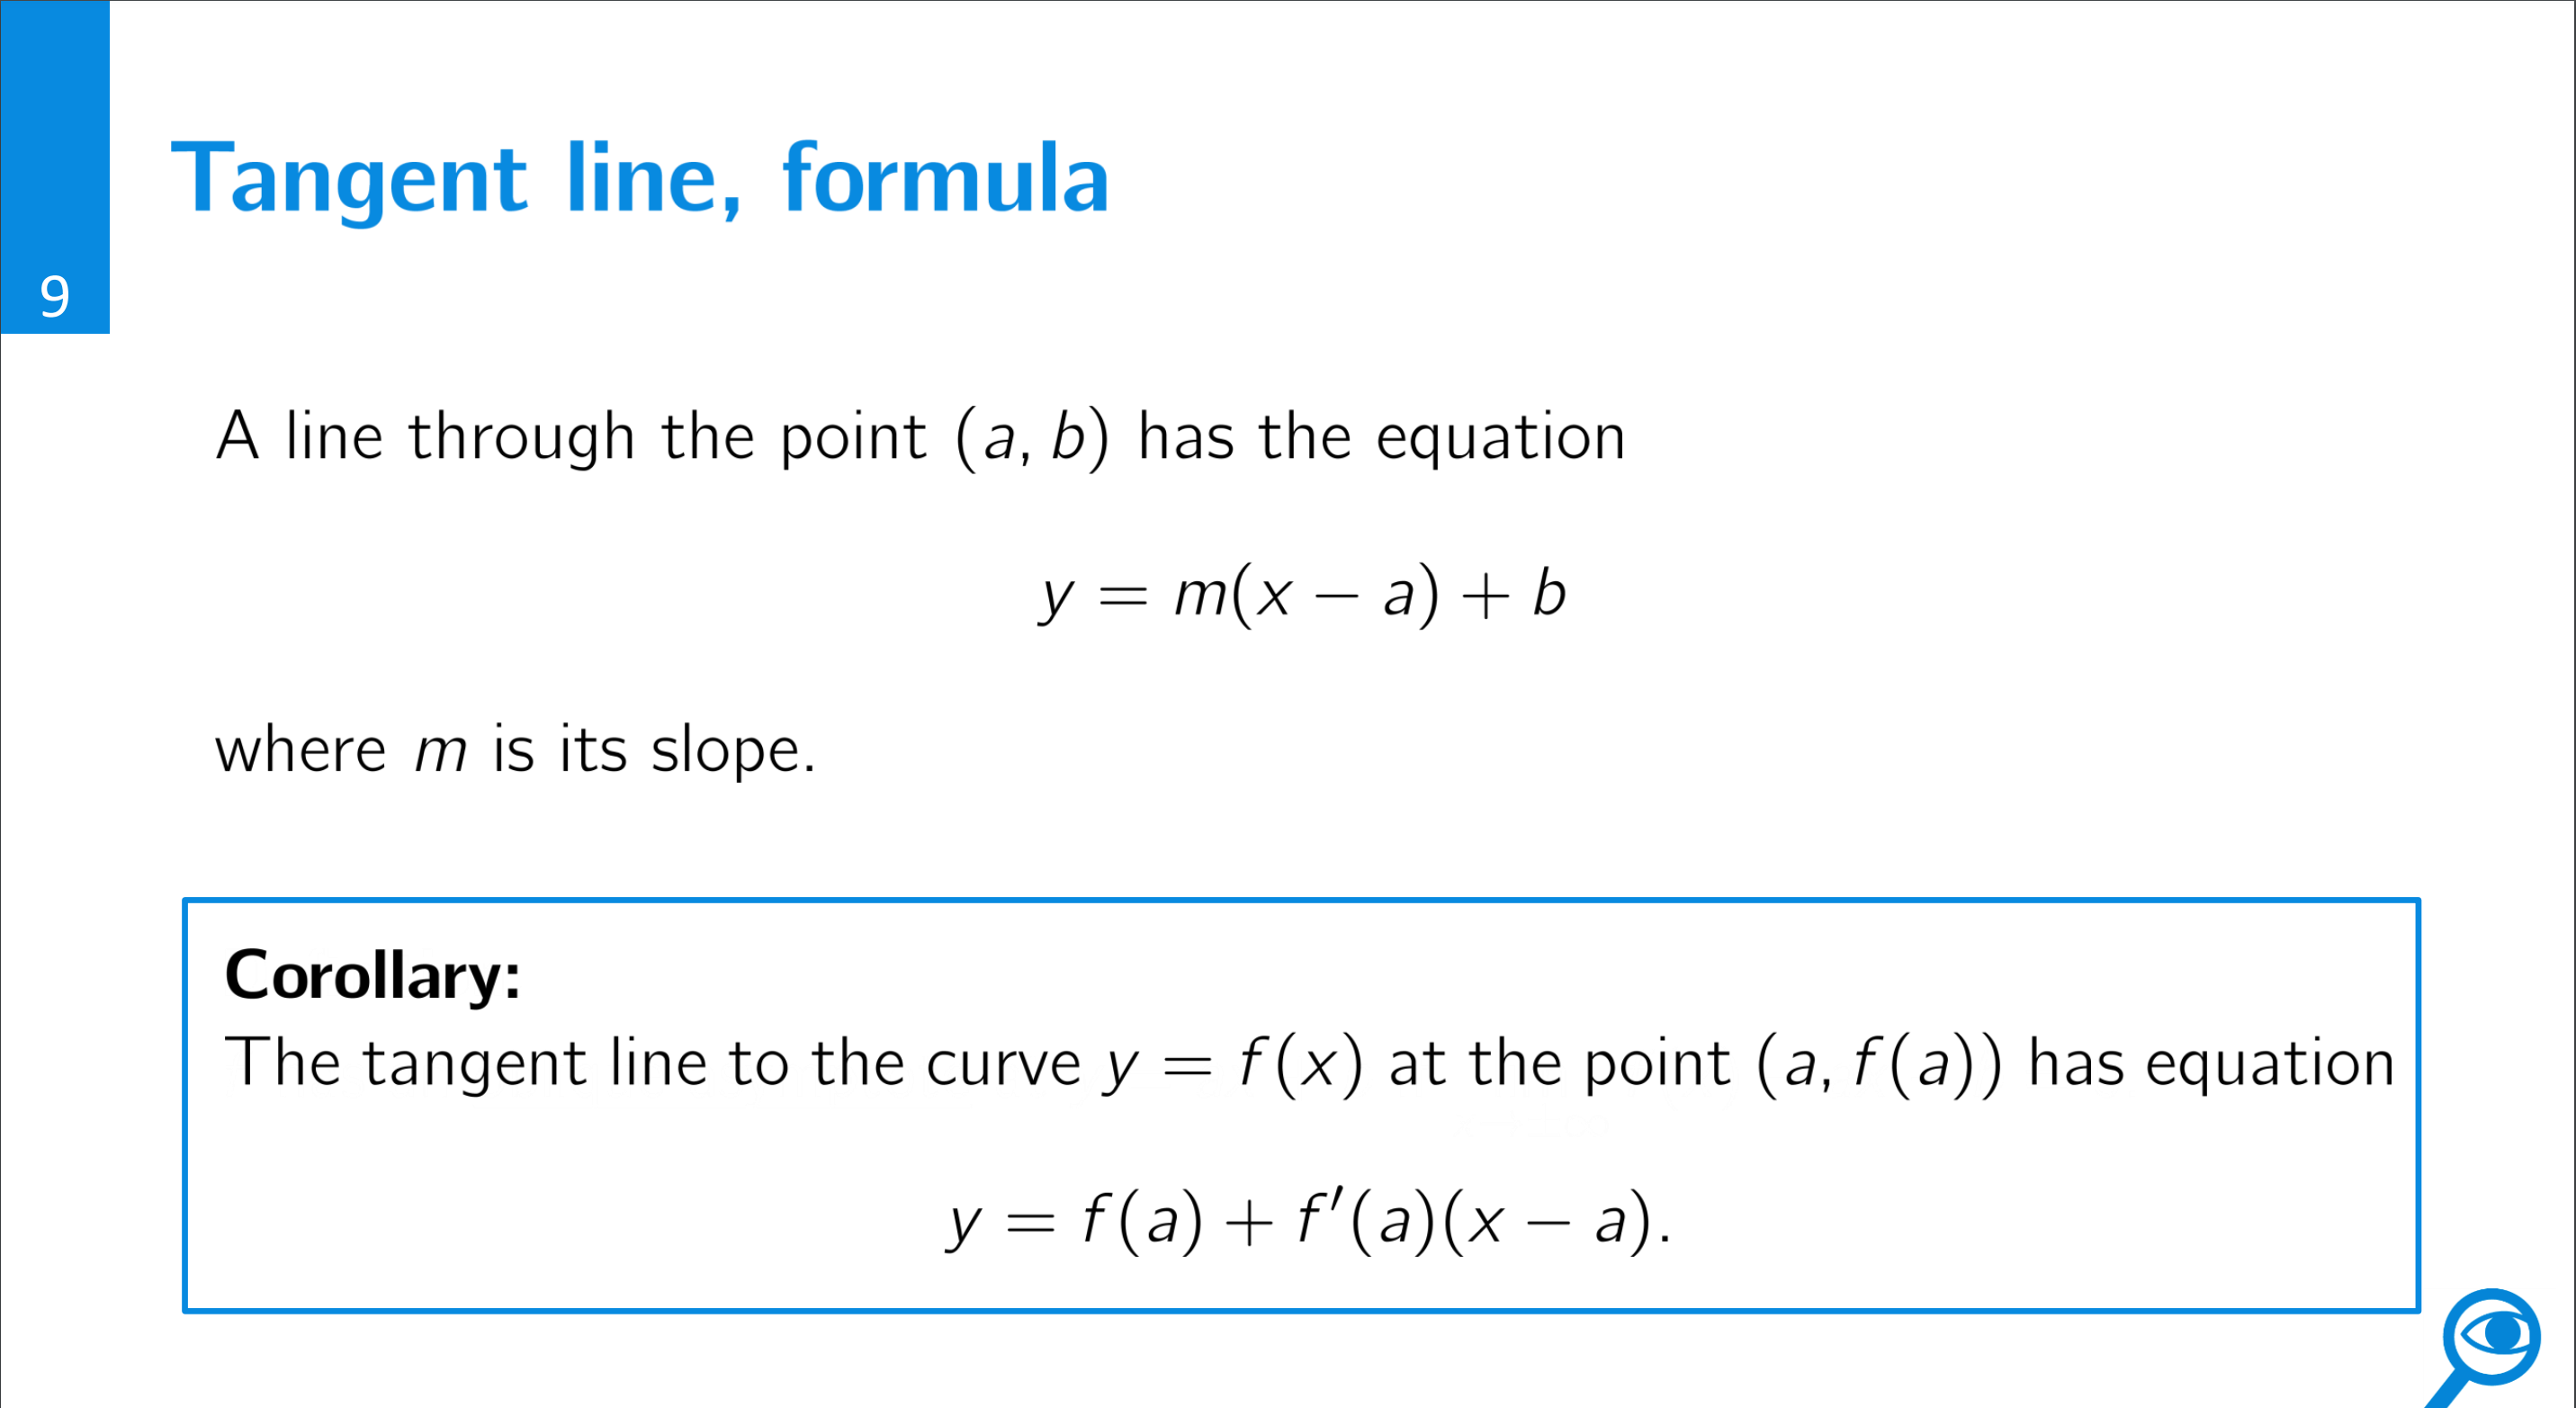 Tangent line, formula
9
A line through the point (a, b) has the equation
y = m(x − a) + b
where m is its slope.
Corollary:
The tangent line to the curve y = f(x) at the point (a, f(a)) has equation
y = f(a) + f′(a)(x − a).